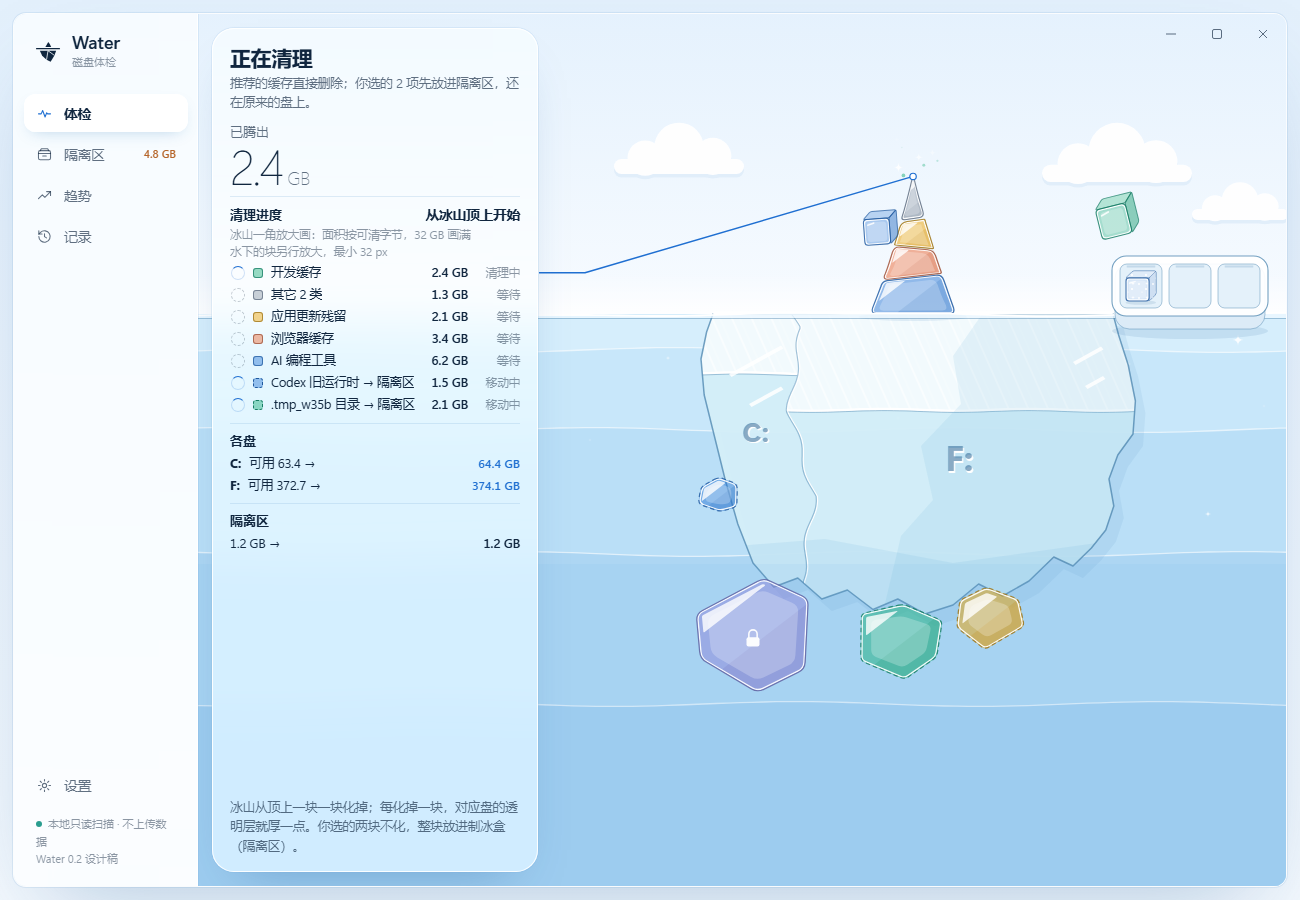 Water
磁盘体检
体检
隔离区 4.8 GB
趋势
记录
设置
本地只读扫描 · 不上传数
据
Water 0.2 设计稿
正在清理
推荐的缓存直接删除；你选的 2 项先放进隔离区，还
在原来的盘上。
已腾出
2.4 GB
清理进度 从冰山顶上开始
冰山一角放大画：面积按可清字节，32 GB 画满
水下的块另行放大，最小 32 px
开发缓存 2.4 GB 清理中
其它 2 类 1.3 GB 等待
应用更新残留 2.1 GB 等待
浏览器缓存 3.4 GB 等待
AI 编程工具 6.2 GB 等待
Codex 旧运行时 → 隔离区 1.5 GB 移动中
.tmp_w35b 目录 → 隔离区 2.1 GB 移动中
各盘
C: 可用 63.4 → 64.4 GB
F: 可用 372.7 → 374.1 GB
隔离区
1.2 GB → 1.2 GB
冰山从顶上一块一块化掉；每化掉一块，对应盘的透
明层就厚一点。你选的两块不化，整块放进制冰盒
（隔离区）。
C:
F: